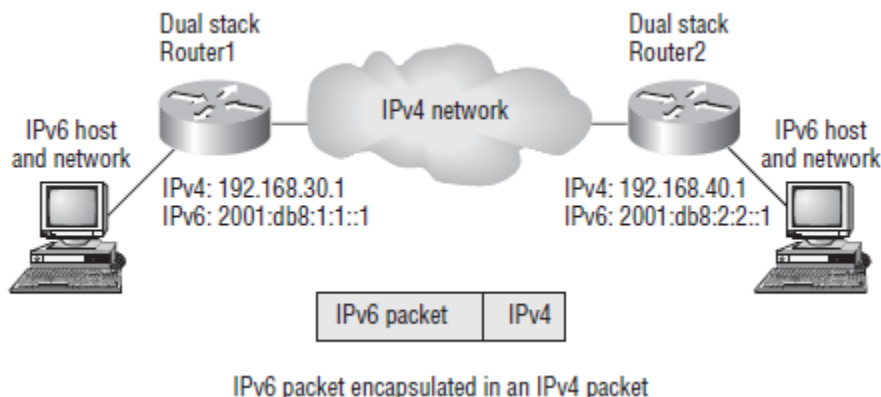 Dual stack
Router1
Dual stack
Router2
IPv4 network
IPv6 host
and network
IPv6 host
and network
IPv4: 192.168.30.1
IPv6: 2001:db8:1:1::1
IPv4: 192.168.40.1
IPv6: 2001:db8:2:2::1
IPv6 packet
IPv4
IPv6 packet encapsulated in an IPv4 packet